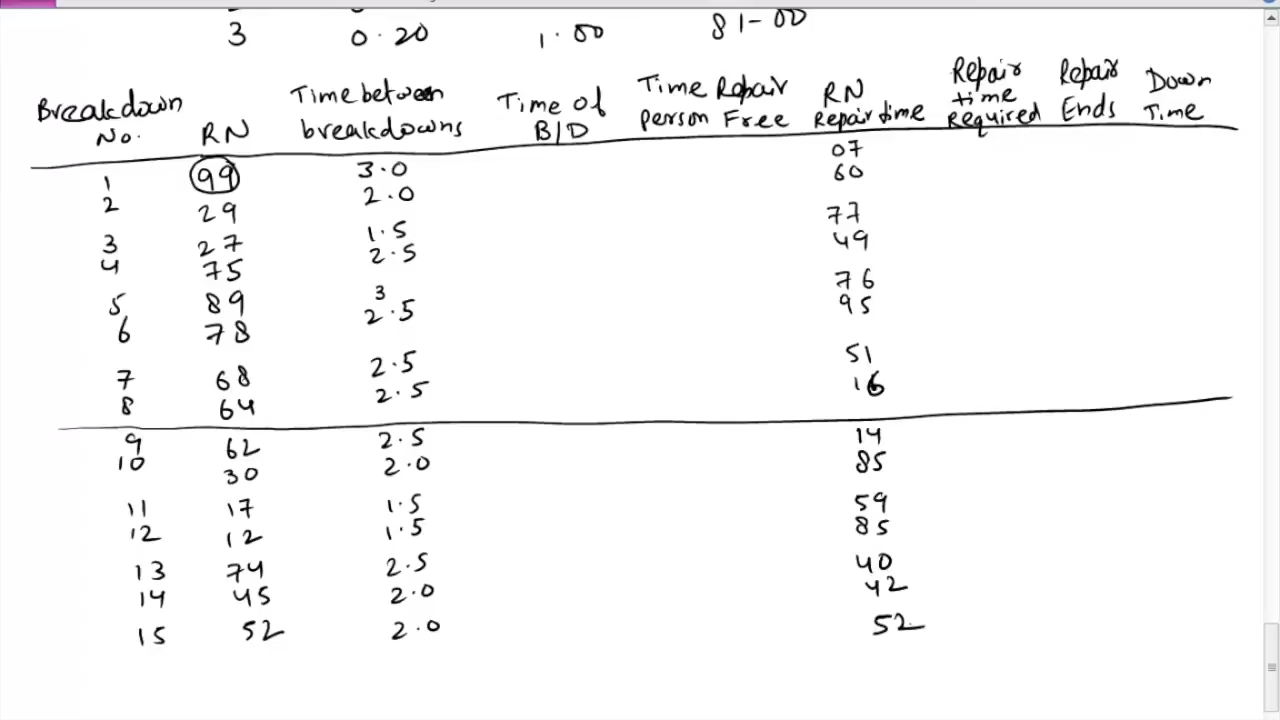 3 0.20 1.00 81-00
Breakdown No. RN Time between breakdowns Time of B/D Time Repair person Free RN Repair time Repair time Required Repair Ends Down Time
1 99 3.0 07
2 29 2.0 60
3 27 1.5 77
4 75 2.5 49
5 89 3 76
6 78 2.5 95
7 68 2.5 51
8 64 2.5 16
9 62 2.5 14
10 30 2.0 85
11 17 1.5 59
12 12 1.5 85
13 74 2.5 40
14 45 2.0 42
15 52 2.0 52